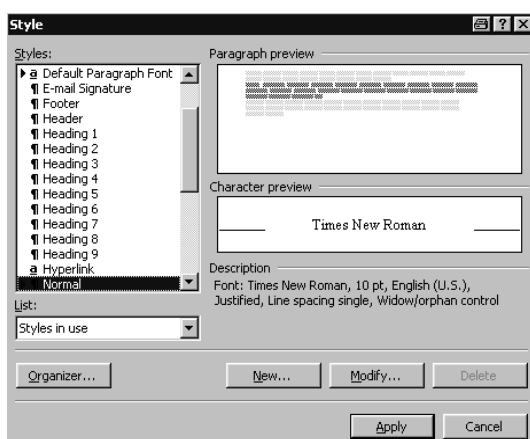 Style
Styles:
Paragraph preview
a Default Paragraph Font
¶ E-mail Signature
¶ Footer
¶ Header
¶ Heading 1
¶ Heading 2
¶ Heading 3
¶ Heading 4
¶ Heading 5
¶ Heading 6
¶ Heading 7
¶ Heading 8
¶ Heading 9
a Hyperlink
¶ Normal
Character preview
Times New Roman
Description
Font: Times New Roman, 10 pt, English (U.S.),
Justified, Line spacing single, Widow/orphan control
List:
Styles in use
Organizer...
New...
Modify...
Delete
Apply
Cancel